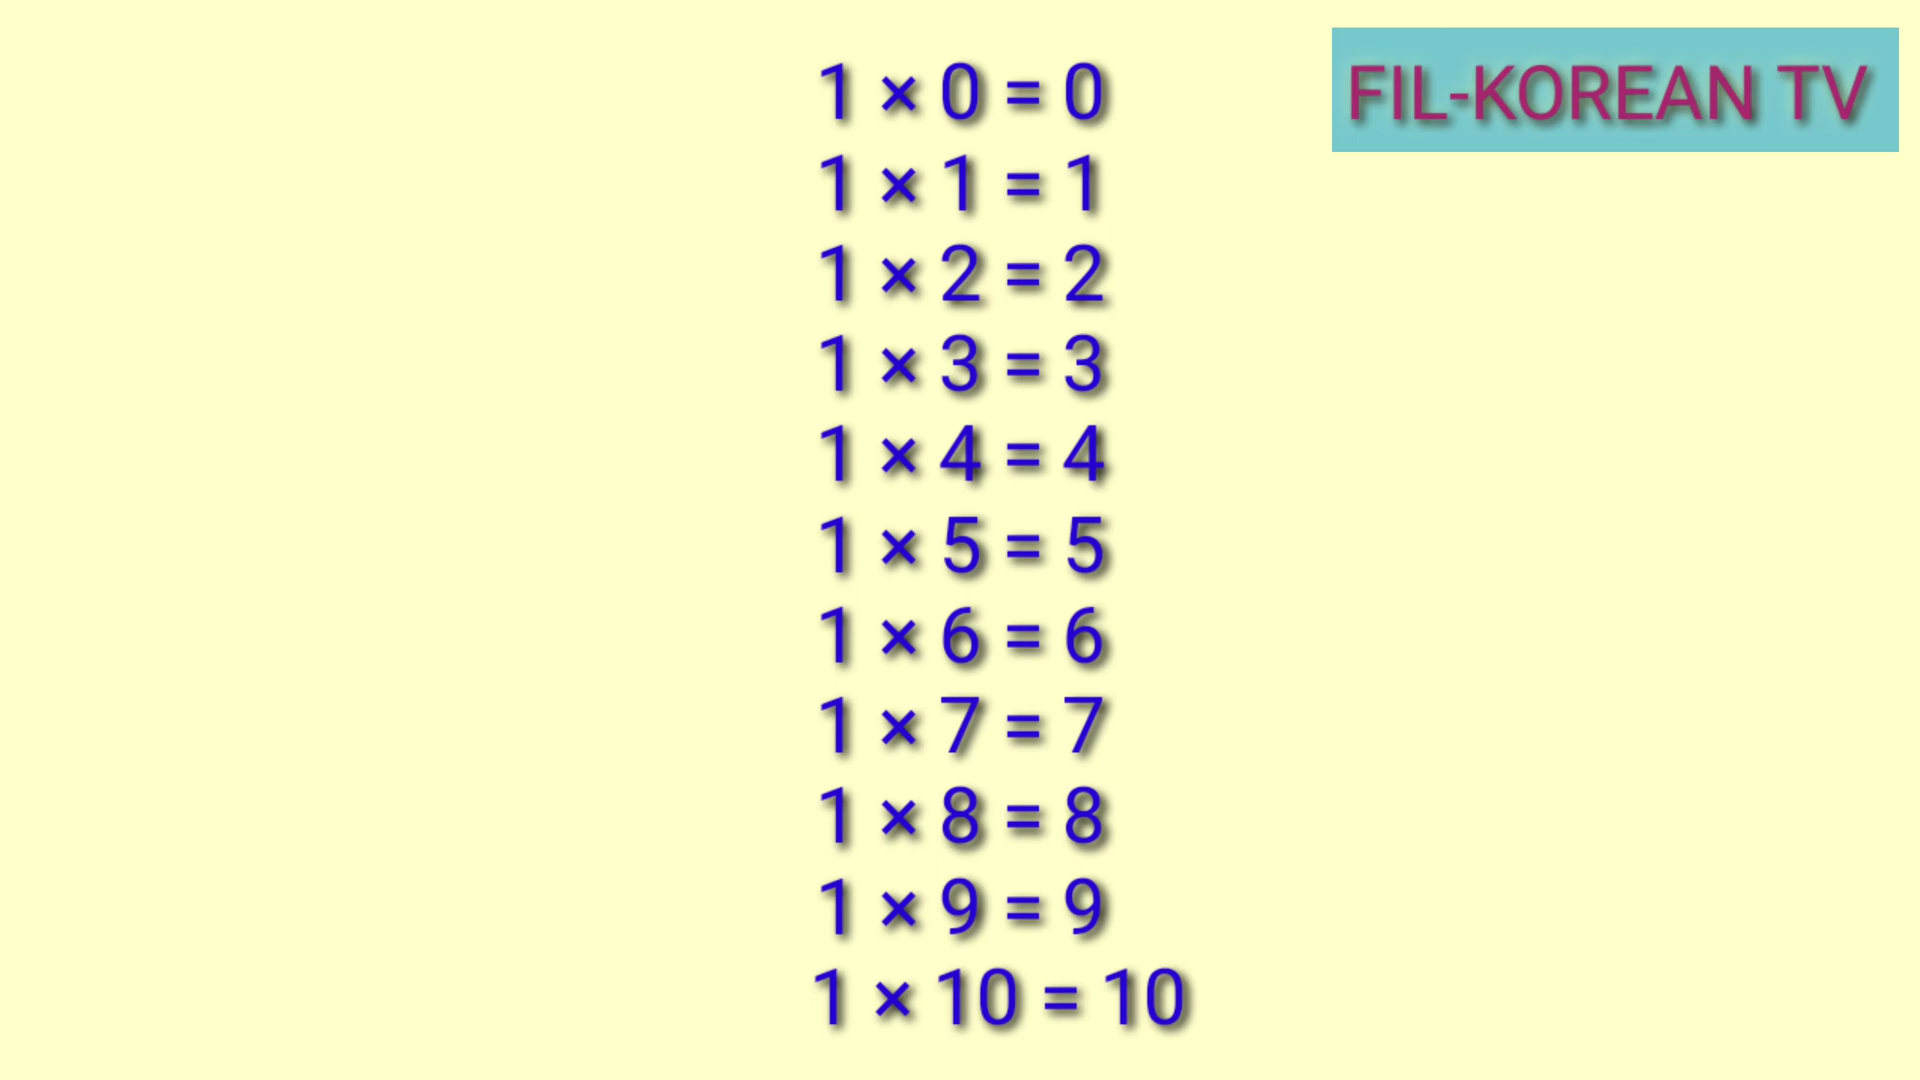 1 × 0 = 0
FIL-KOREAN TV
1 × 1 = 1
1 × 2 = 2
1 × 3 = 3
1 × 4 = 4
1 × 5 = 5
1 × 6 = 6
1 × 7 = 7
1 × 8 = 8
1 × 9 = 9
1 × 10 = 10